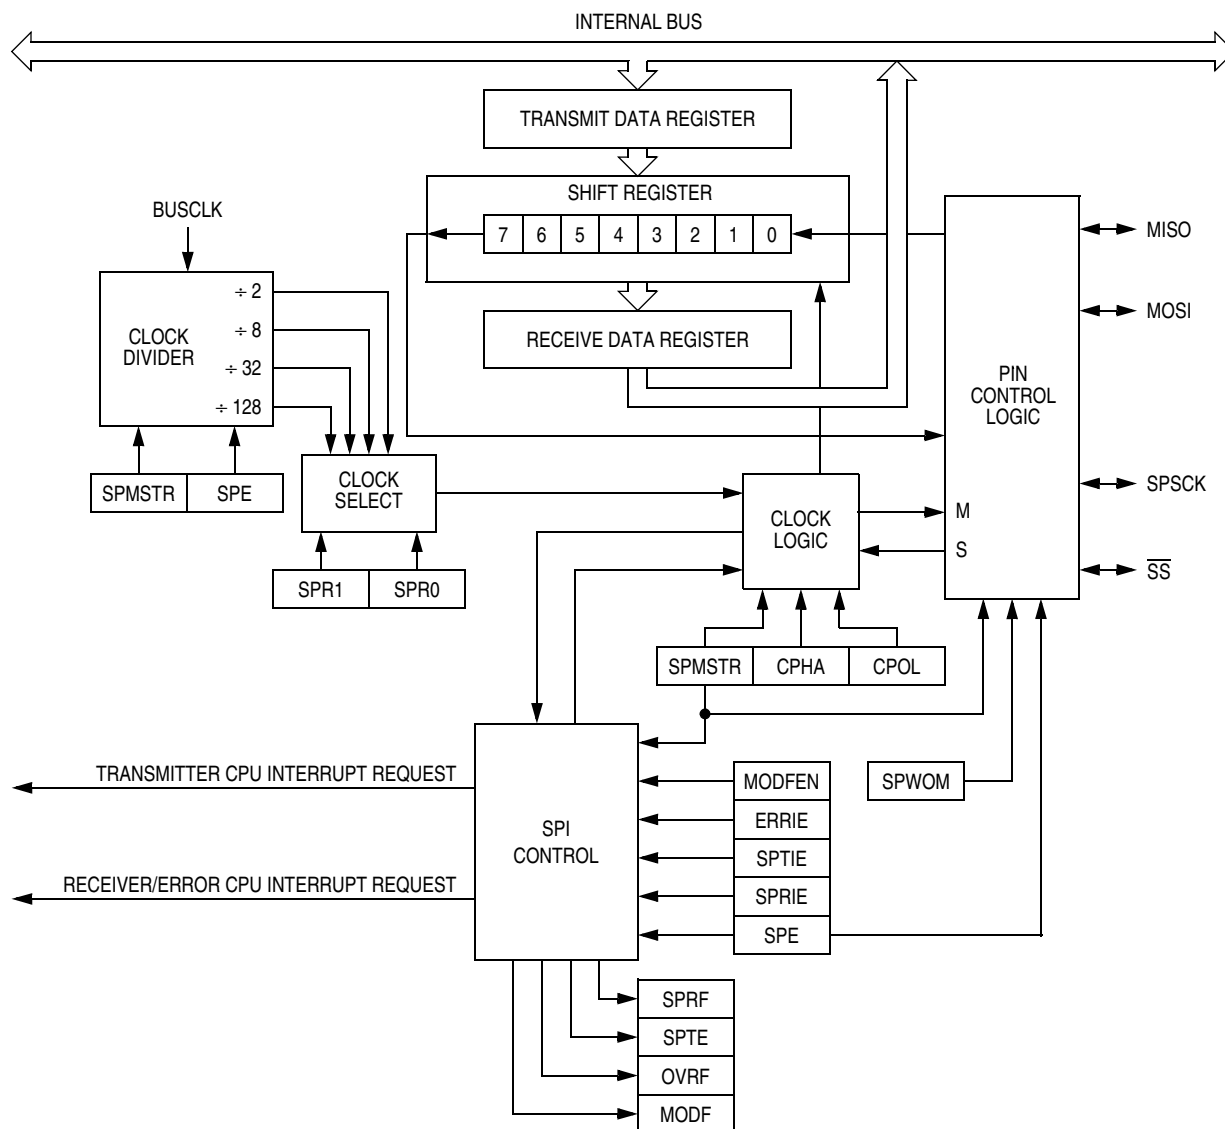 INTERNAL BUS
TRANSMIT DATA REGISTER
SHIFT REGISTER
7 6 5 4 3 2 1 0
RECEIVE DATA REGISTER
BUSCLK
CLOCK
DIVIDER
÷ 2
÷ 8
÷ 32
÷ 128
SPMSTR SPE
CLOCK
SELECT
SPR1 SPR0
CLOCK
LOGIC
PIN
CONTROL
LOGIC
M
S
MISO
MOSI
SPSCK
SS
SPMSTR CPHA CPOL
TRANSMITTER CPU INTERRUPT REQUEST
RECEIVER/ERROR CPU INTERRUPT REQUEST
SPI
CONTROL
MODFEN
ERRIE
SPTIE
SPRIE
SPE
SPWOM
SPRF
SPTE
OVRF
MODF